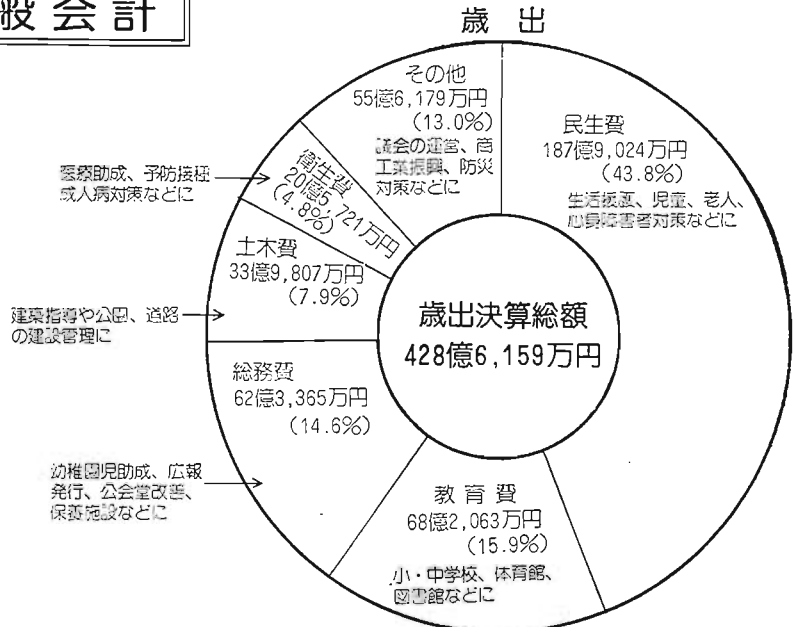 般会計
歳出
その他
55億6,179万円
(13.0%)
議会の運営、商
工業振興、防災
対策などに
民生費
187億9,024万円
(43.8%)
生活援護、児童、老人、
心身障害者対策などに
衛生費
20億5,721万円
(4.8%)
医療助成、予防接種
成人病対策などに
土木費
33億9,807万円
(7.9%)
建築指導や公園、道路
の建設管理に
歳出決算総額
428億6,159万円
総務費
62億3,365万円
(14.6%)
幼稚園児助成、広報
発行、公会堂改善、
保養施設などに
教育費
68億2,063万円
(15.9%)
小・中学校、体育館、
図書館などに